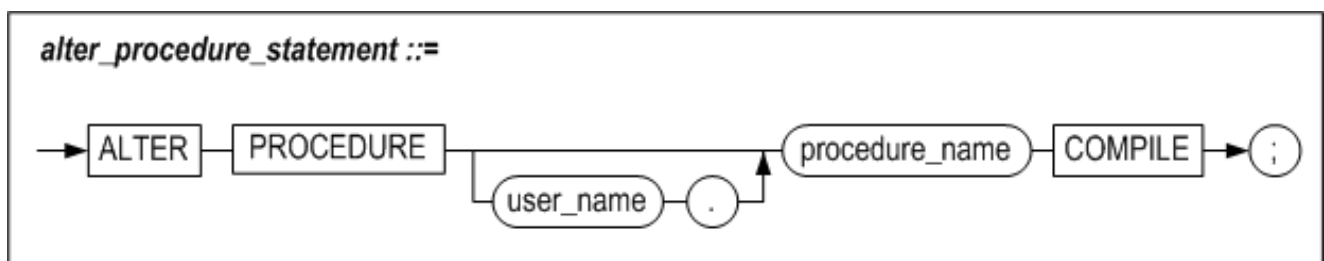 alter_procedure_statement ::=
ALTER PROCEDURE procedure_name COMPILE ;
user_name .